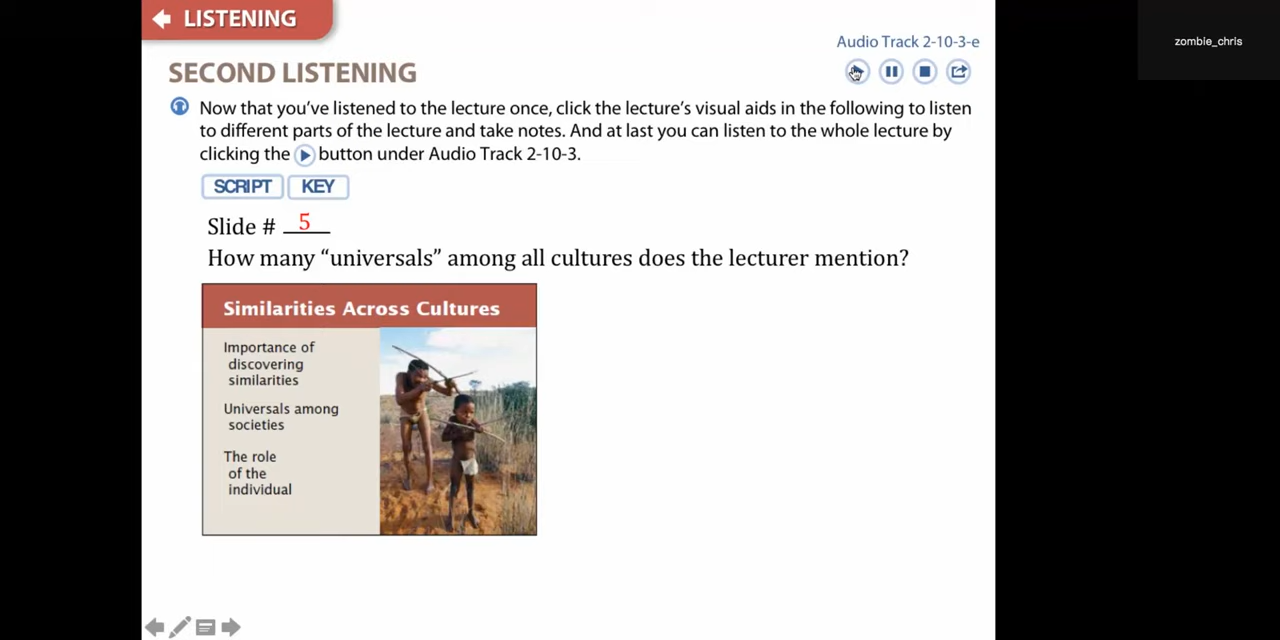 LISTENING
zombie_chris
Audio Track 2-10-3-e
SECOND LISTENING
Now that you've listened to the lecture once, click the lecture's visual aids in the following to listen
to different parts of the lecture and take notes. And at last you can listen to the whole lecture by
clicking the button under Audio Track 2-10-3.
SCRIPT KEY
Slide # 5
How many “universals” among all cultures does the lecturer mention?
Similarities Across Cultures
Importance of
discovering
similarities
Universals among
societies
The role
of the
individual